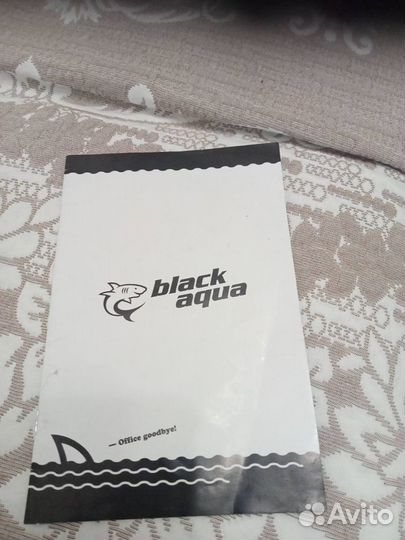 black
aqua
— Office goodbye!
Avito